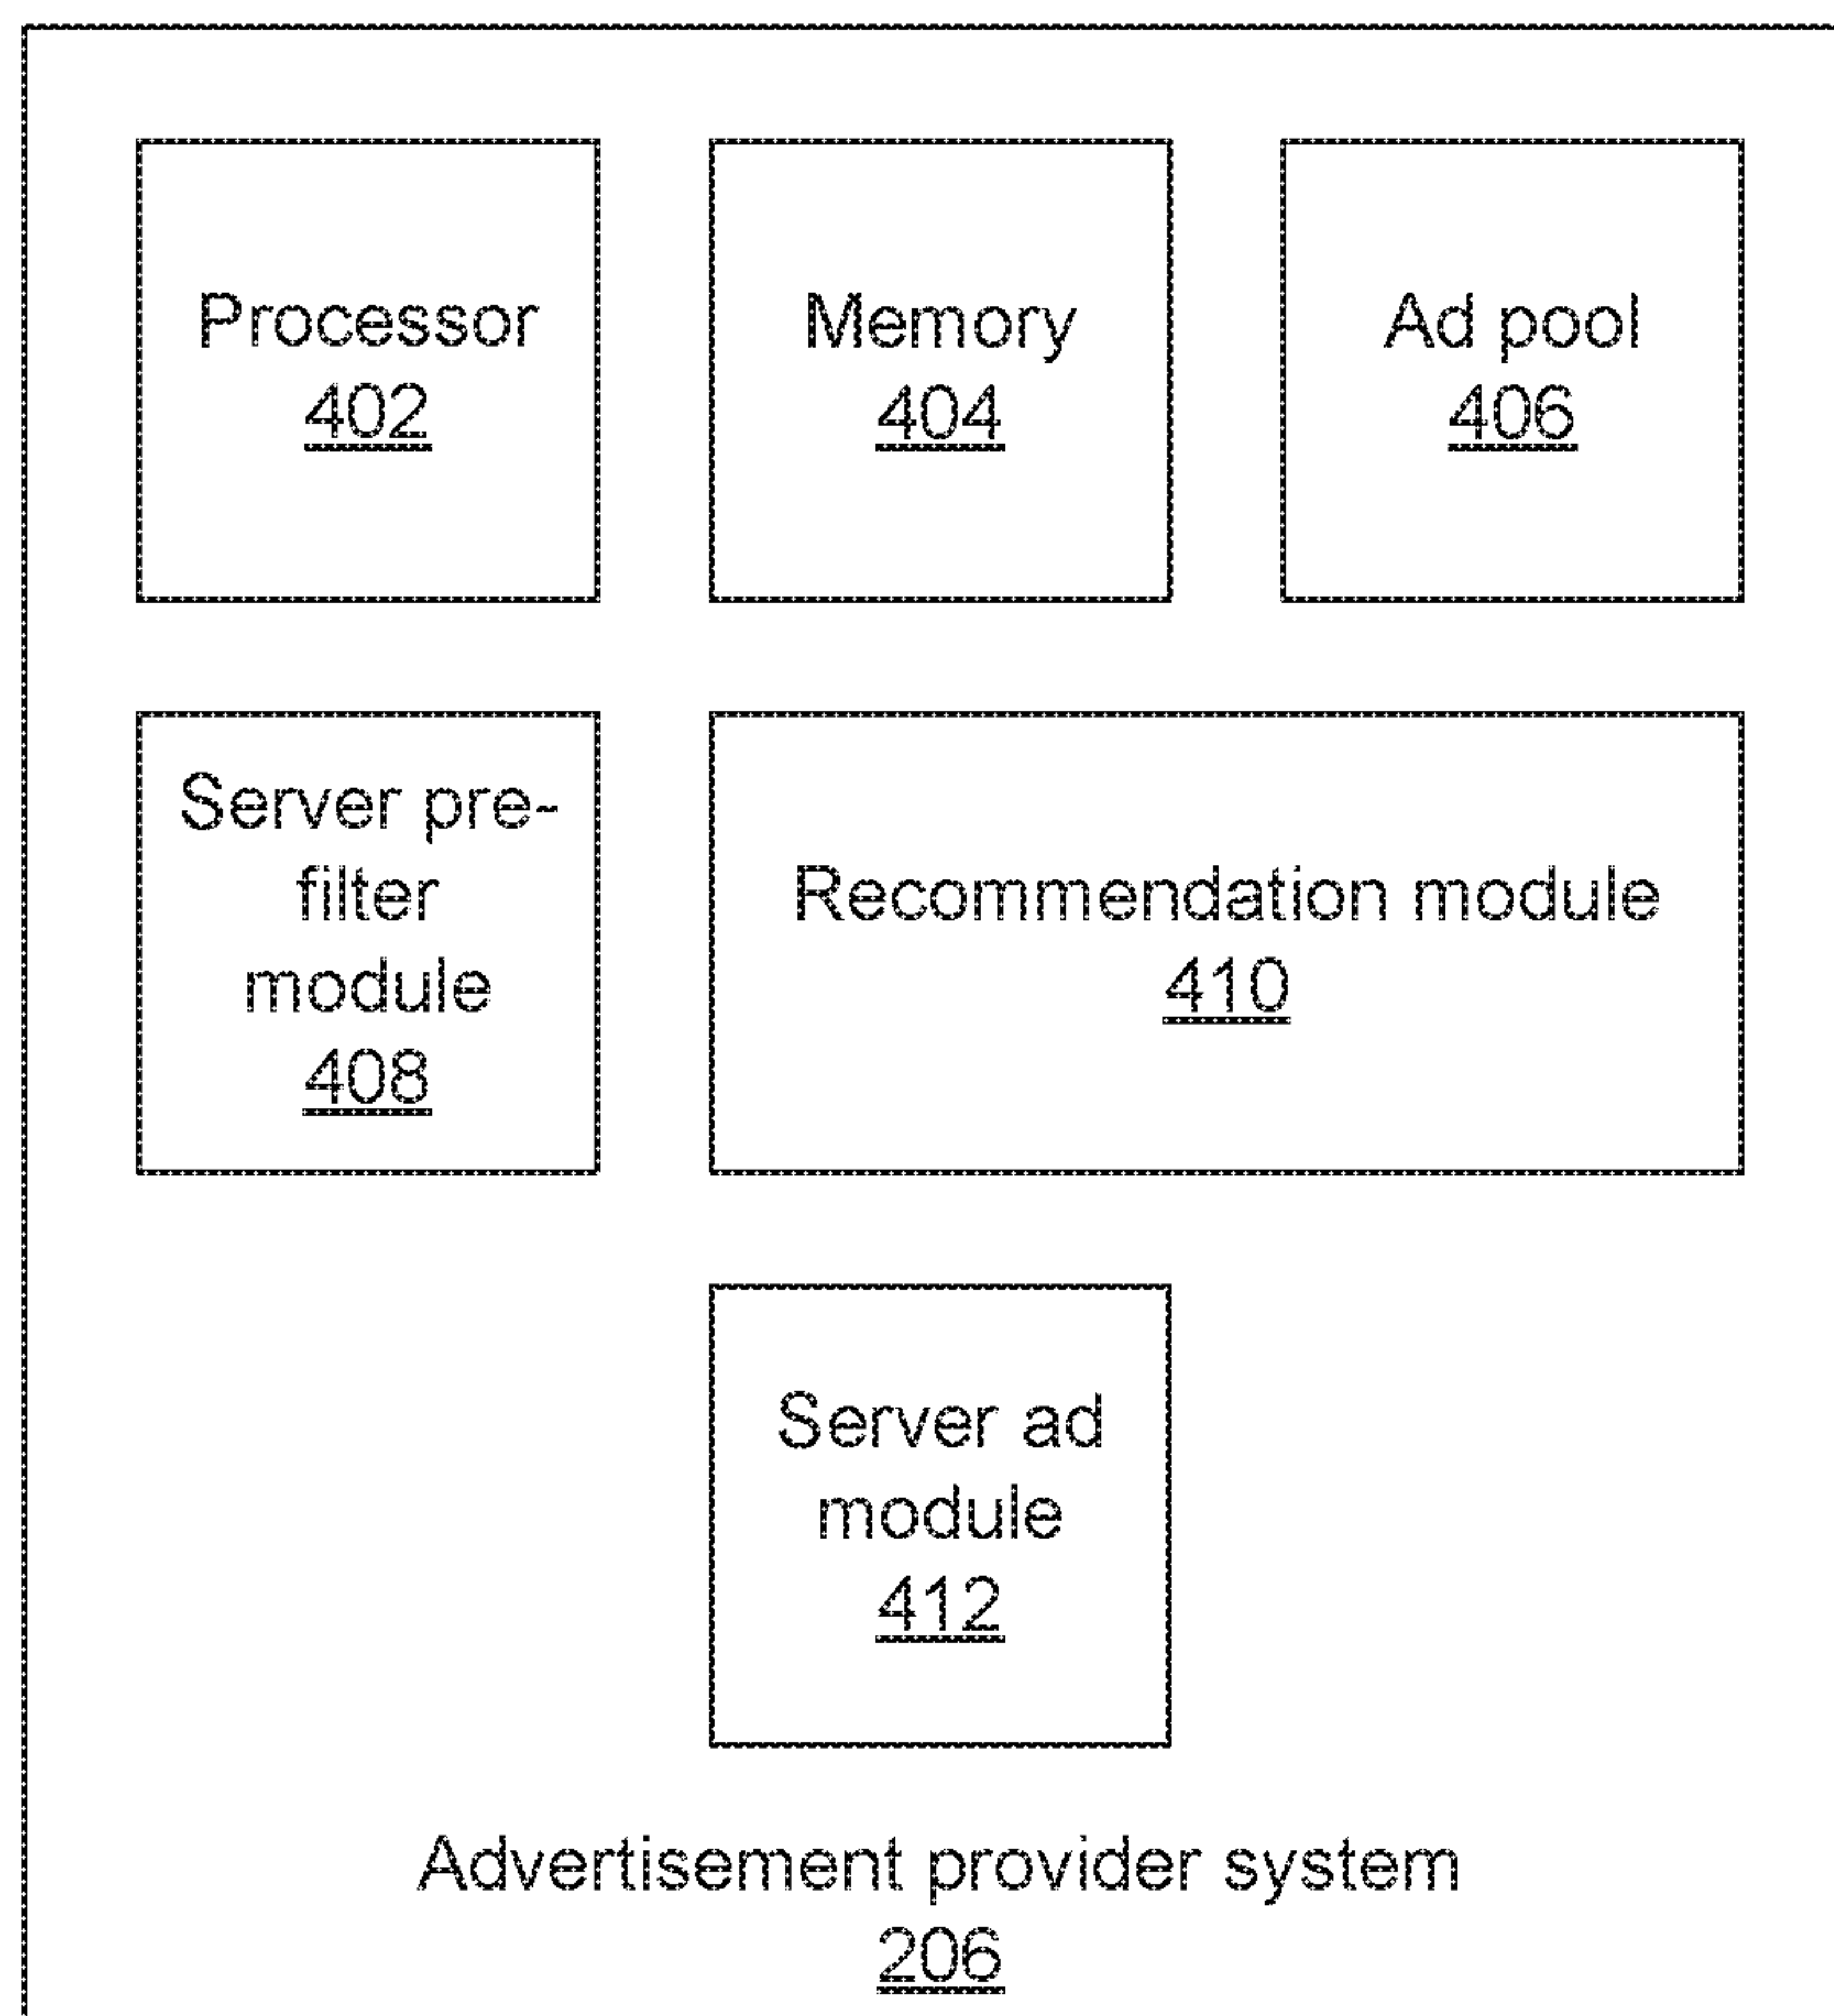 Processor
402
Memory
404
Ad pool
406
Server pre-
filter
module
408
Recommendation module
410
Server ad
module
412
Advertisement provider system
206